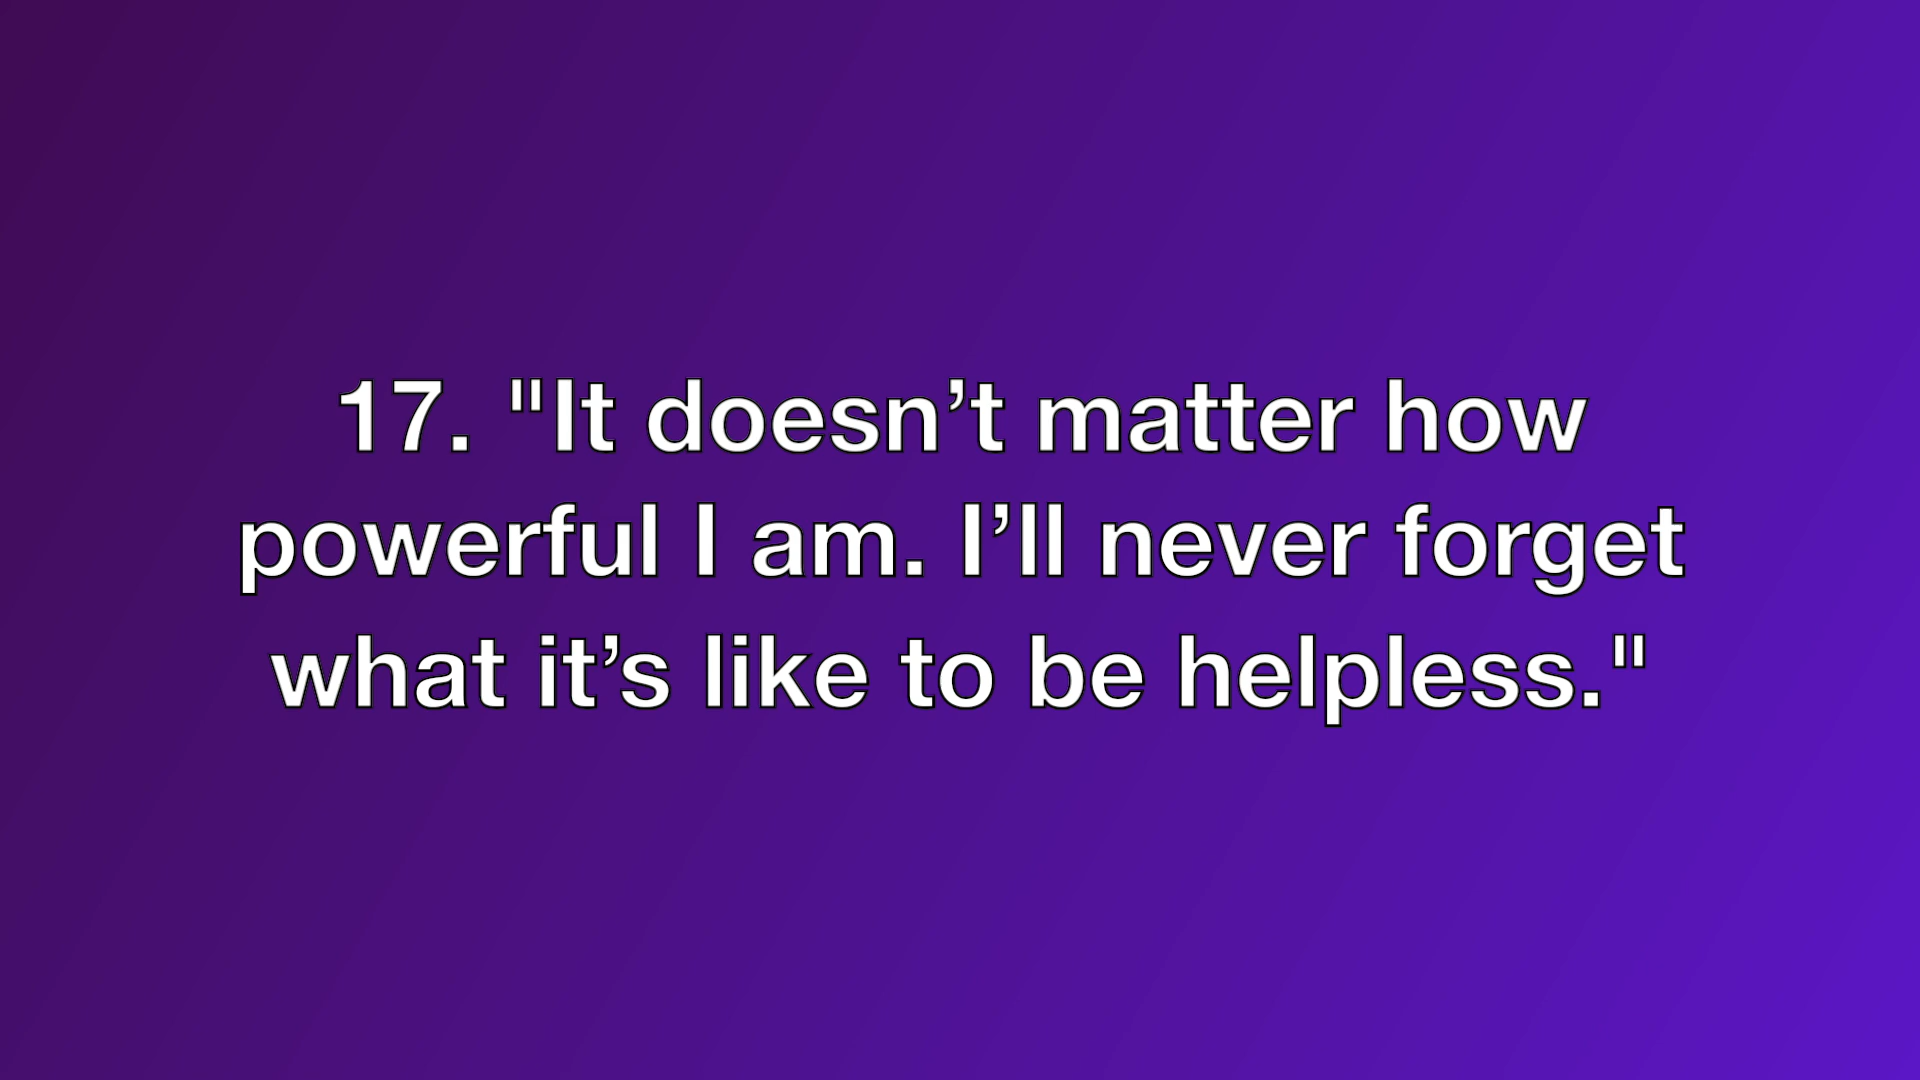 17. "It doesn’t matter how
powerful I am. I’ll never forget
what it’s like to be helpless."